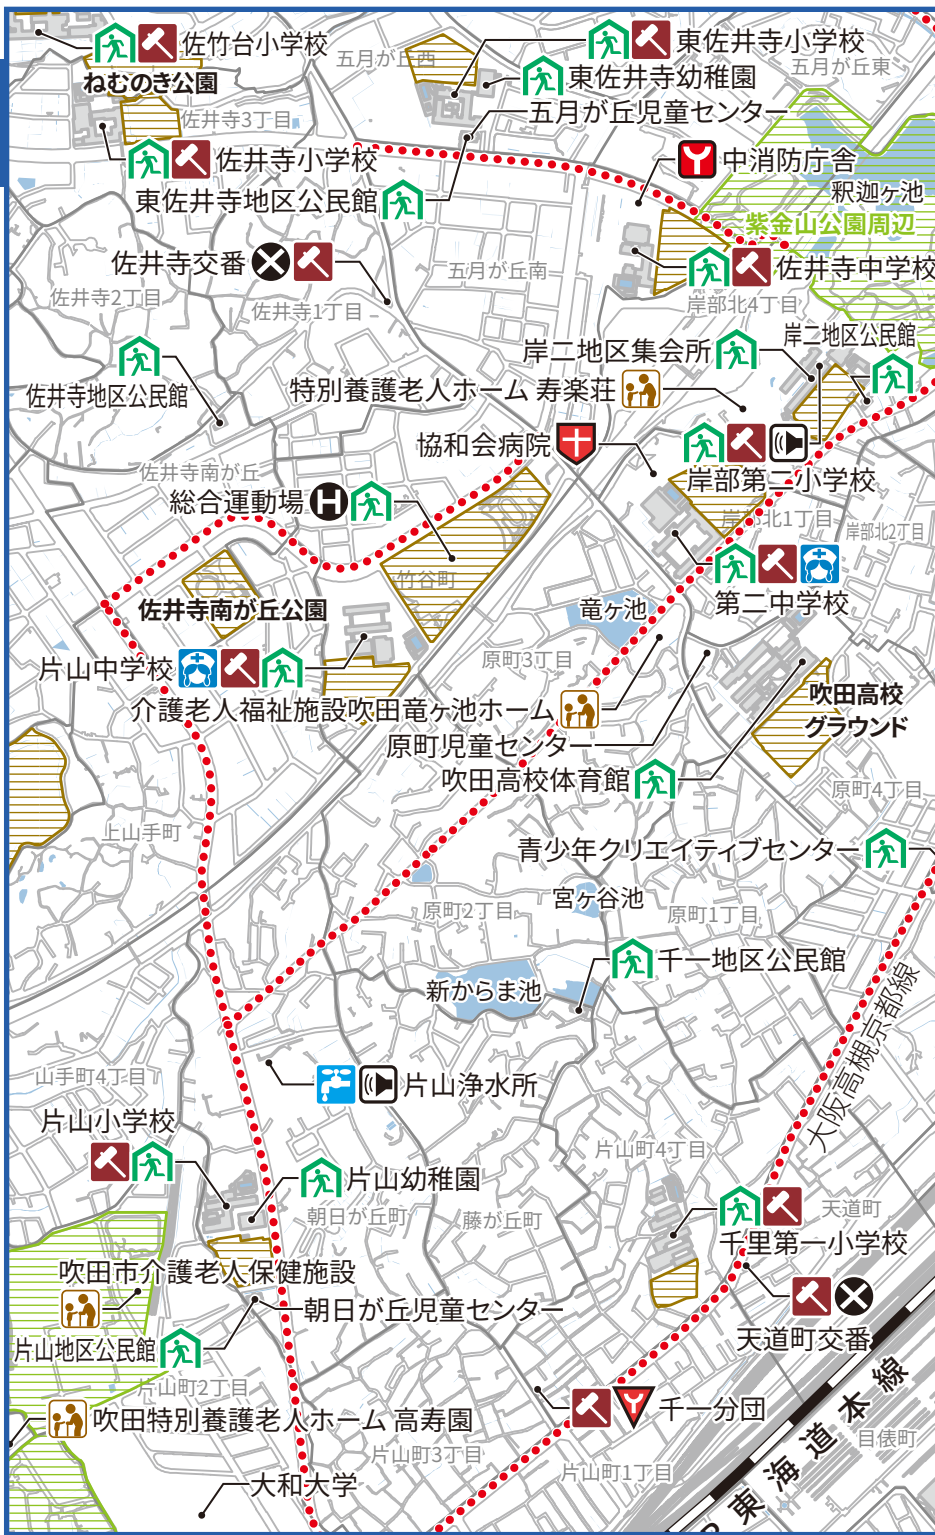 佐竹台小学校
五月が丘西
東佐井寺小学校
五月が丘東
ねむのき公園
東佐井寺幼稚園
五月が丘児童センター
佐井寺3丁目
佐井寺小学校
中消防庁舎
東佐井寺地区公民館
釈迦ヶ池
紫金山公園周辺
佐井寺交番
五月が丘南
佐井寺中学校
佐井寺2丁目
佐井寺1丁目
岸部北4丁目
岸二地区公民館
岸二地区集会所
佐井寺地区公民館
特別養護老人ホーム 寿楽荘
協和会病院
佐井寺南が丘
岸部第二小学校
総合運動場
H
岸部北1丁目
岸部北2丁目
竹谷町
佐井寺南が丘公園
竜ヶ池
第二中学校
片山中学校
原町3丁目
介護老人福祉施設吹田竜ヶ池ホーム
吹田高校
グラウンド
原町児童センター
吹田高校体育館
原町4丁目
上山手町
青少年クリエイティブセンター
宮ヶ谷池
原町2丁目
原町1丁目
千一地区公民館
新からま池
大阪高槻京都線
山手町4丁目
片山浄水所
片山小学校
片山町4丁目
片山幼稚園
朝日が丘町
藤が丘町
天道町
千里第一小学校
吹田市介護老人保健施設
朝日が丘児童センター
天道町交番
片山地区公民館
片山町2丁目
吹田特別養護老人ホーム 高寿園
千一分団
片山町3丁目
目俵町
片山町1丁目
大和大学
東海道本線